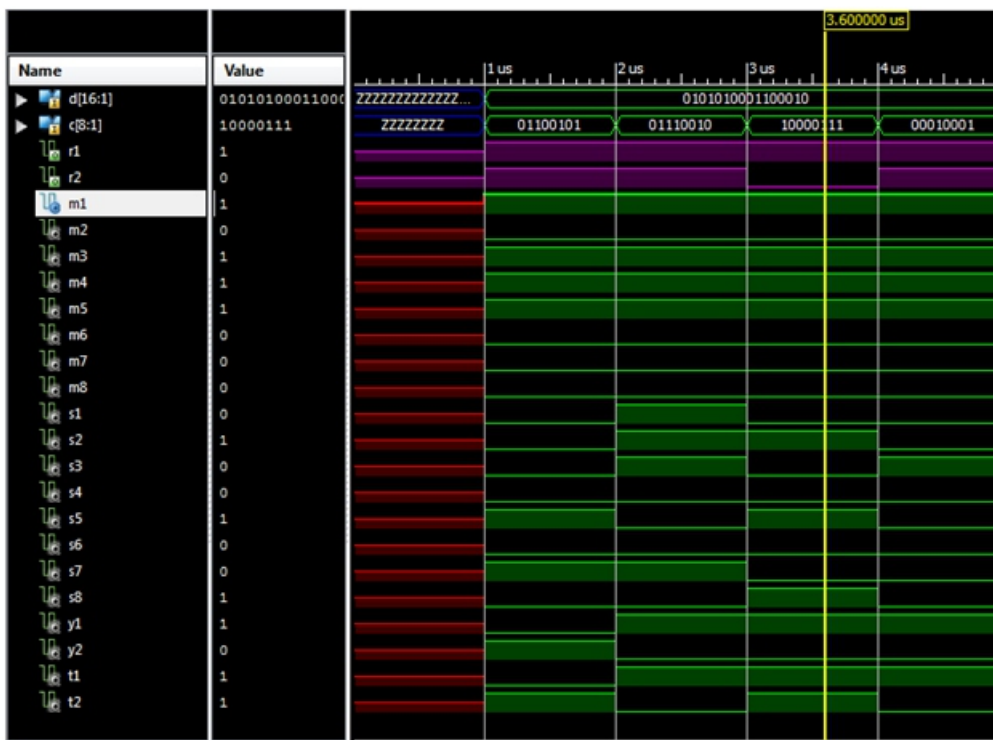 3.600000 us
Name Value
1 us 2 us 3 us 4 us
d[16:1] 01010100011000 ZZZZZZZZZZZZZ... 0101010001100010
c[8:1] 10000111 ZZZZZZZZ 01100101 01110010 10000111 00010001
r1 1
r2 0
m1 1
m2 0
m3 1
m4 1
m5 1
m6 0
m7 0
m8 0
s1 0
s2 1
s3 0
s4 0
s5 1
s6 0
s7 0
s8 1
y1 1
y2 0
t1 1
t2 1